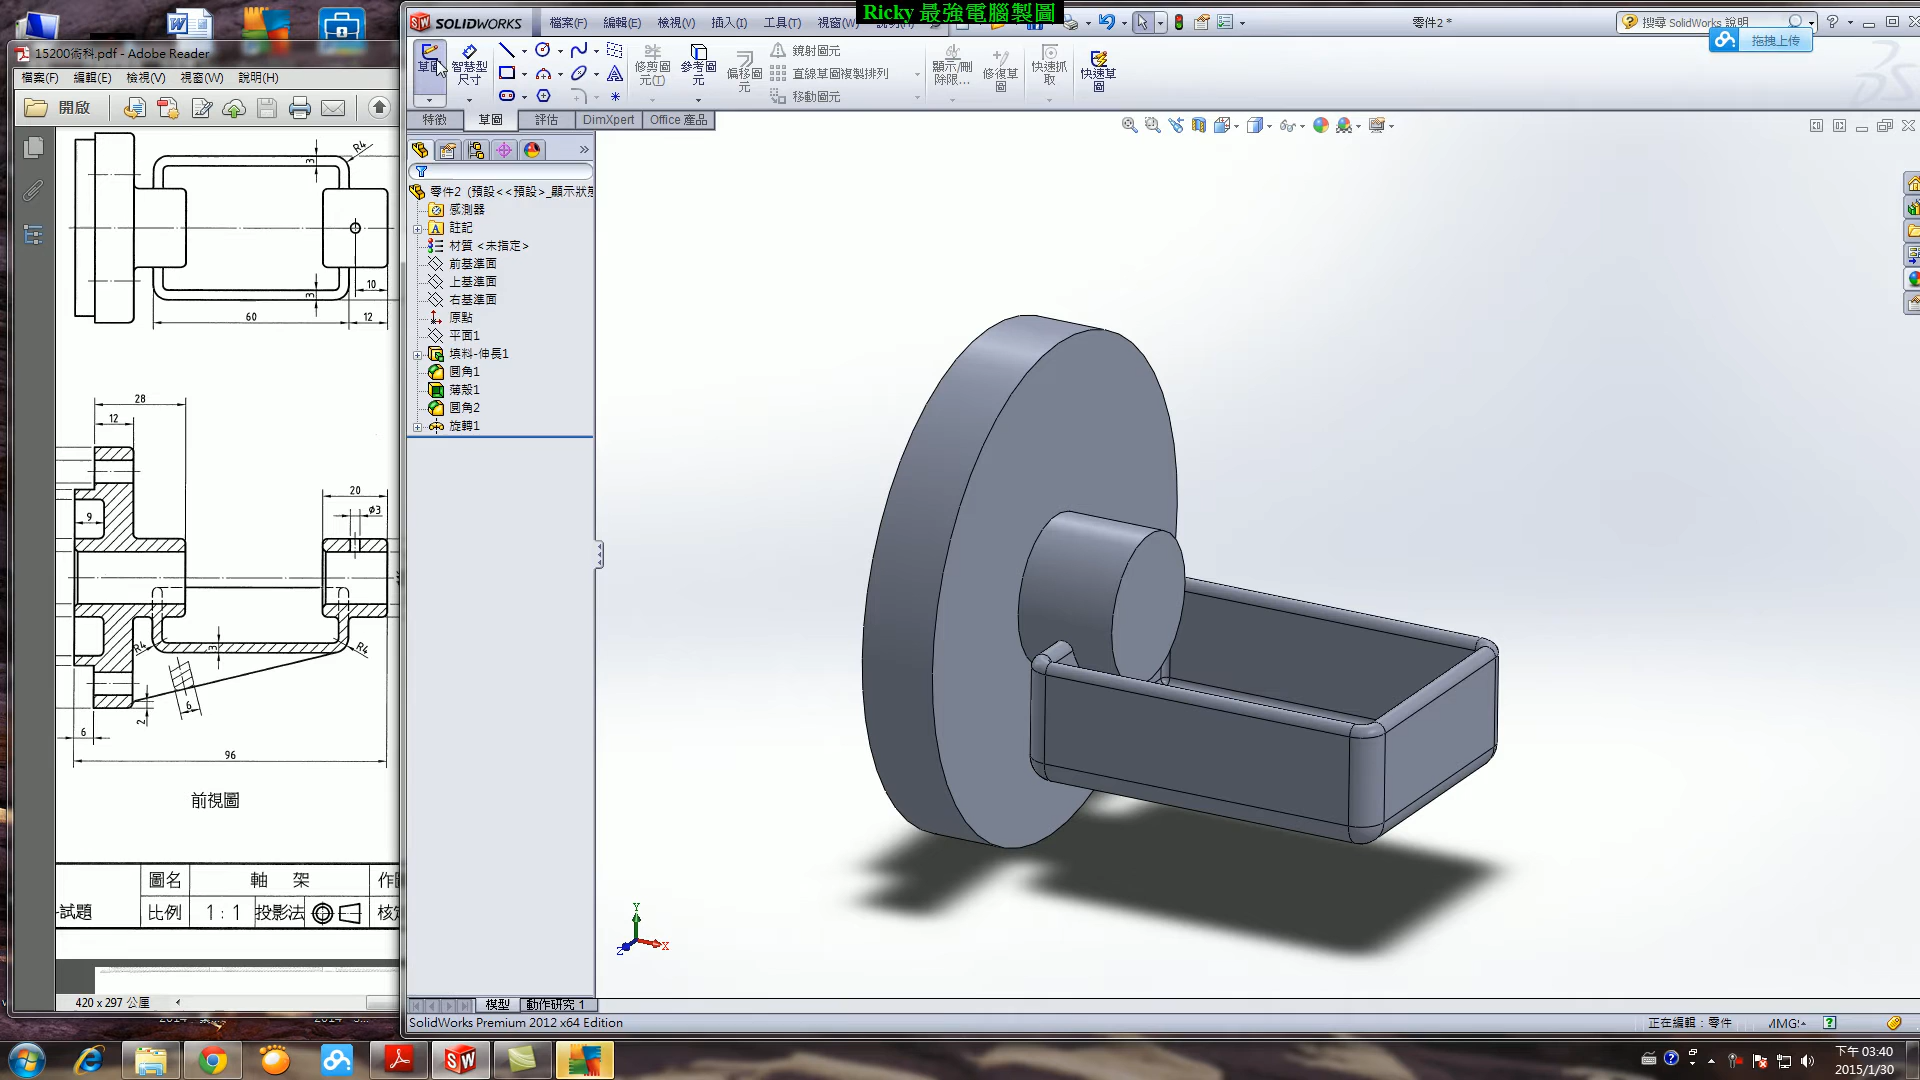 Ricky 最強電腦製圖
15200術科.pdf - Adobe Reader
檔案(F) 編輯(E) 檢視(V) 視窗(W) 說明(H)
開啟
R4
3
3
10
60
12
28
12
20
9
ø3
R4
3
R4
6
2
6
96
前視圖
試題
圖名 軸 架
比例 1 : 1 投影法
420 x 297 公厘
SOLIDWORKS
檔案(F) 編輯(E) 檢視(V) 插入(I) 工具(T) 視窗(W)
零件2 *
搜尋 SolidWorks 說明
拖拽上传
草圖
智慧型尺寸
修剪圖元(T)
參考圖元
偏移圖元
鏡射圖元
直線草圖複製排列
移動圖元
顯示/刪除限...
修復草圖
快速抓取
快速草圖
特徵 草圖 評估 DimXpert Office 產品
零件2 (預設<<預設>_顯示狀態
感測器
註記
材質 <未指定>
前基準面
上基準面
右基準面
原點
平面1
填料-伸長1
圓角1
薄殼1
圓角2
旋轉1
Y
X
Z
模型 動作研究 1
SolidWorks Premium 2012 x64 Edition
正在編輯：零件
下午 03:40
2015/1/30